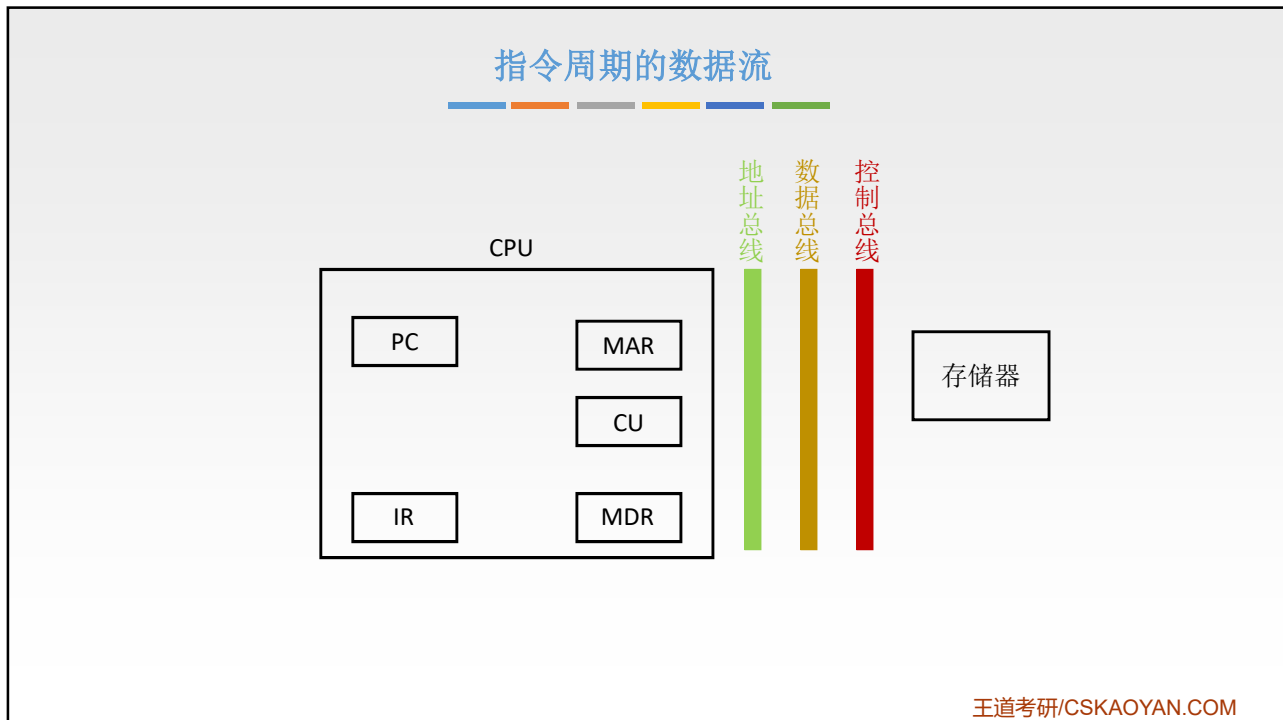 指令周期的数据流
地址总线
数据总线
控制总线
CPU
PC
MAR
存储器
CU
IR
MDR
王道考研/CSKAOYAN.COM